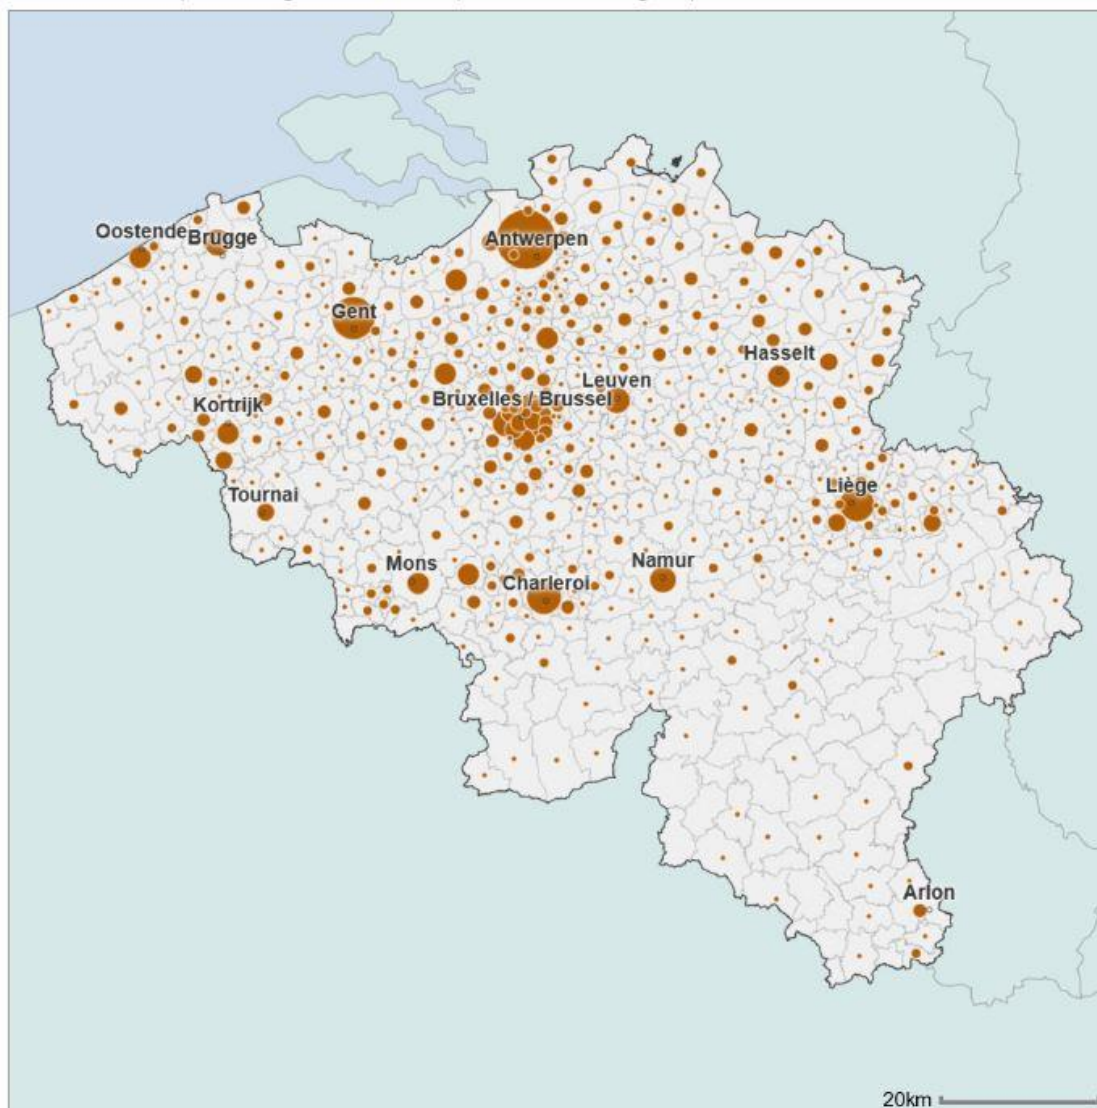 Oostende
Brugge
Antwerpen
Gent
Hasselt
Leuven
Bruxelles / Brussel
Kortrijk
Liège
Tournai
Mons
Namur
Charleroi
Arlon
20km